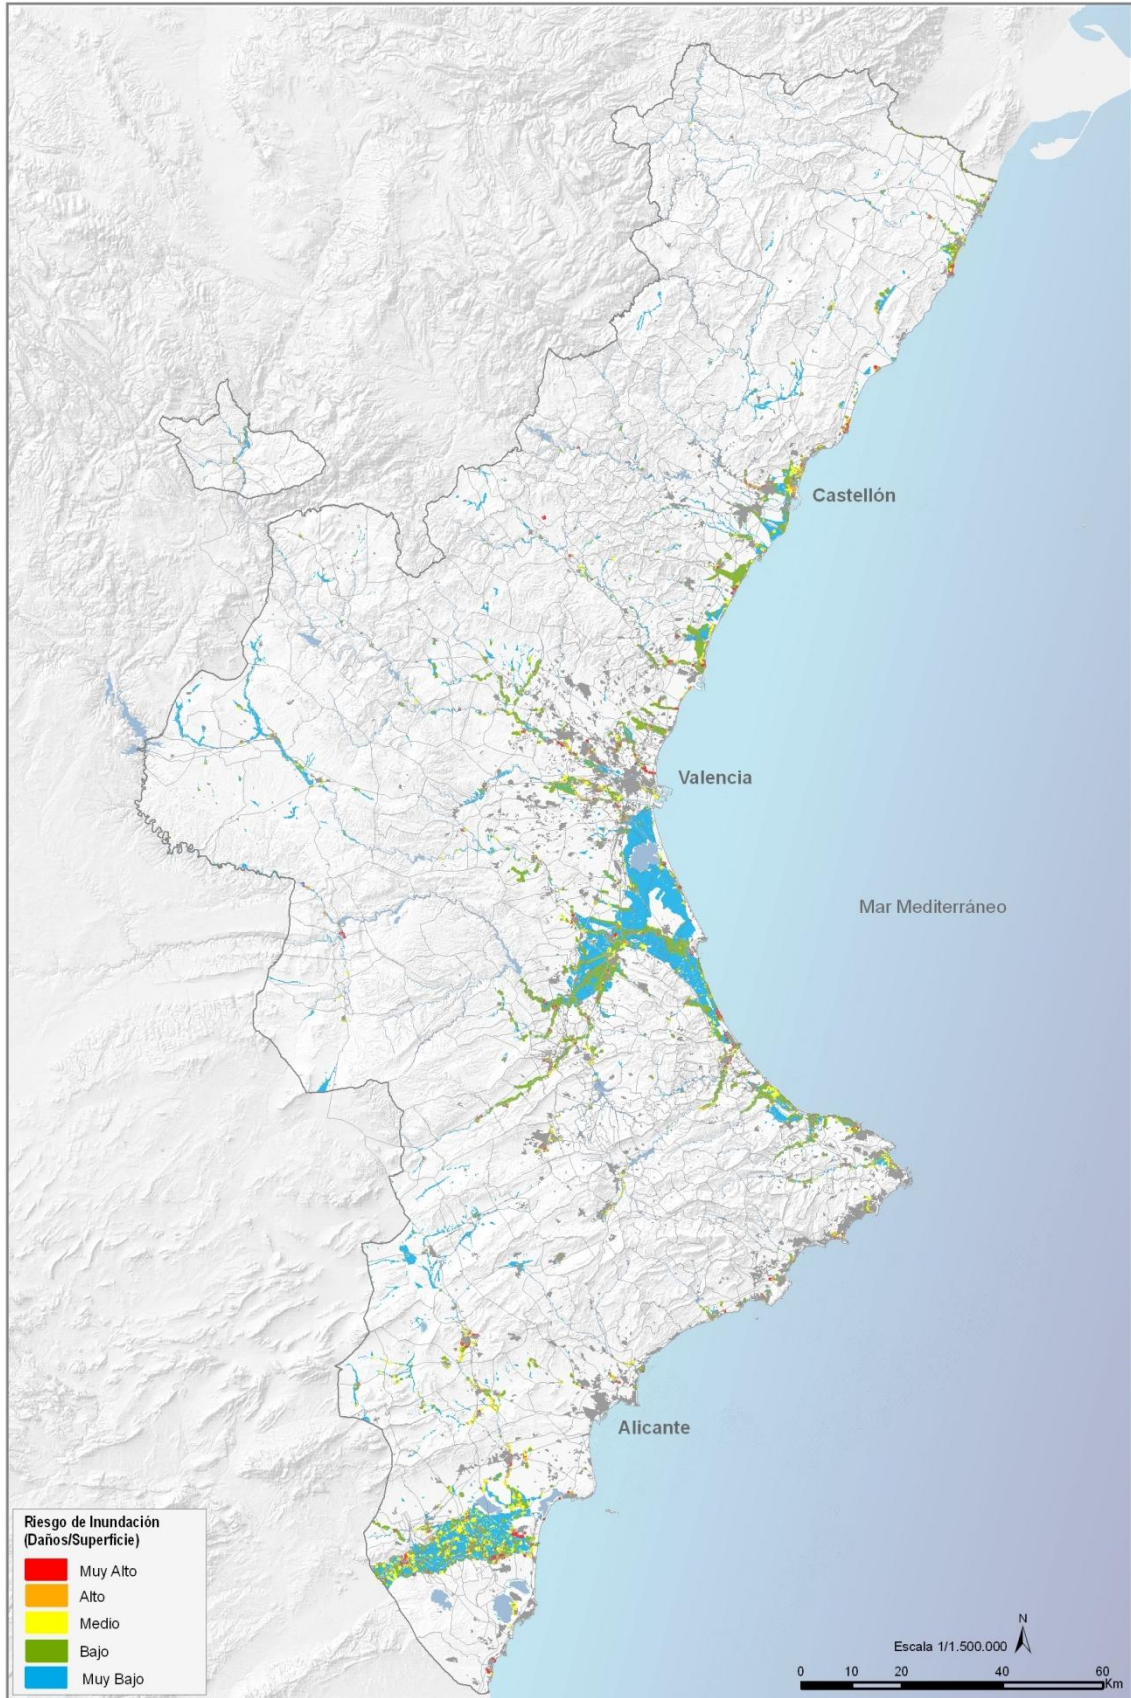 Castellón
Valencia
Mar Mediterráneo
Alicante
Riesgo de Inundación
(Daños/Superficie)
Muy Alto
Alto
Medio
Bajo
Muy Bajo
N
Escala 1/1.500.000
0 10 20 40 60
Km